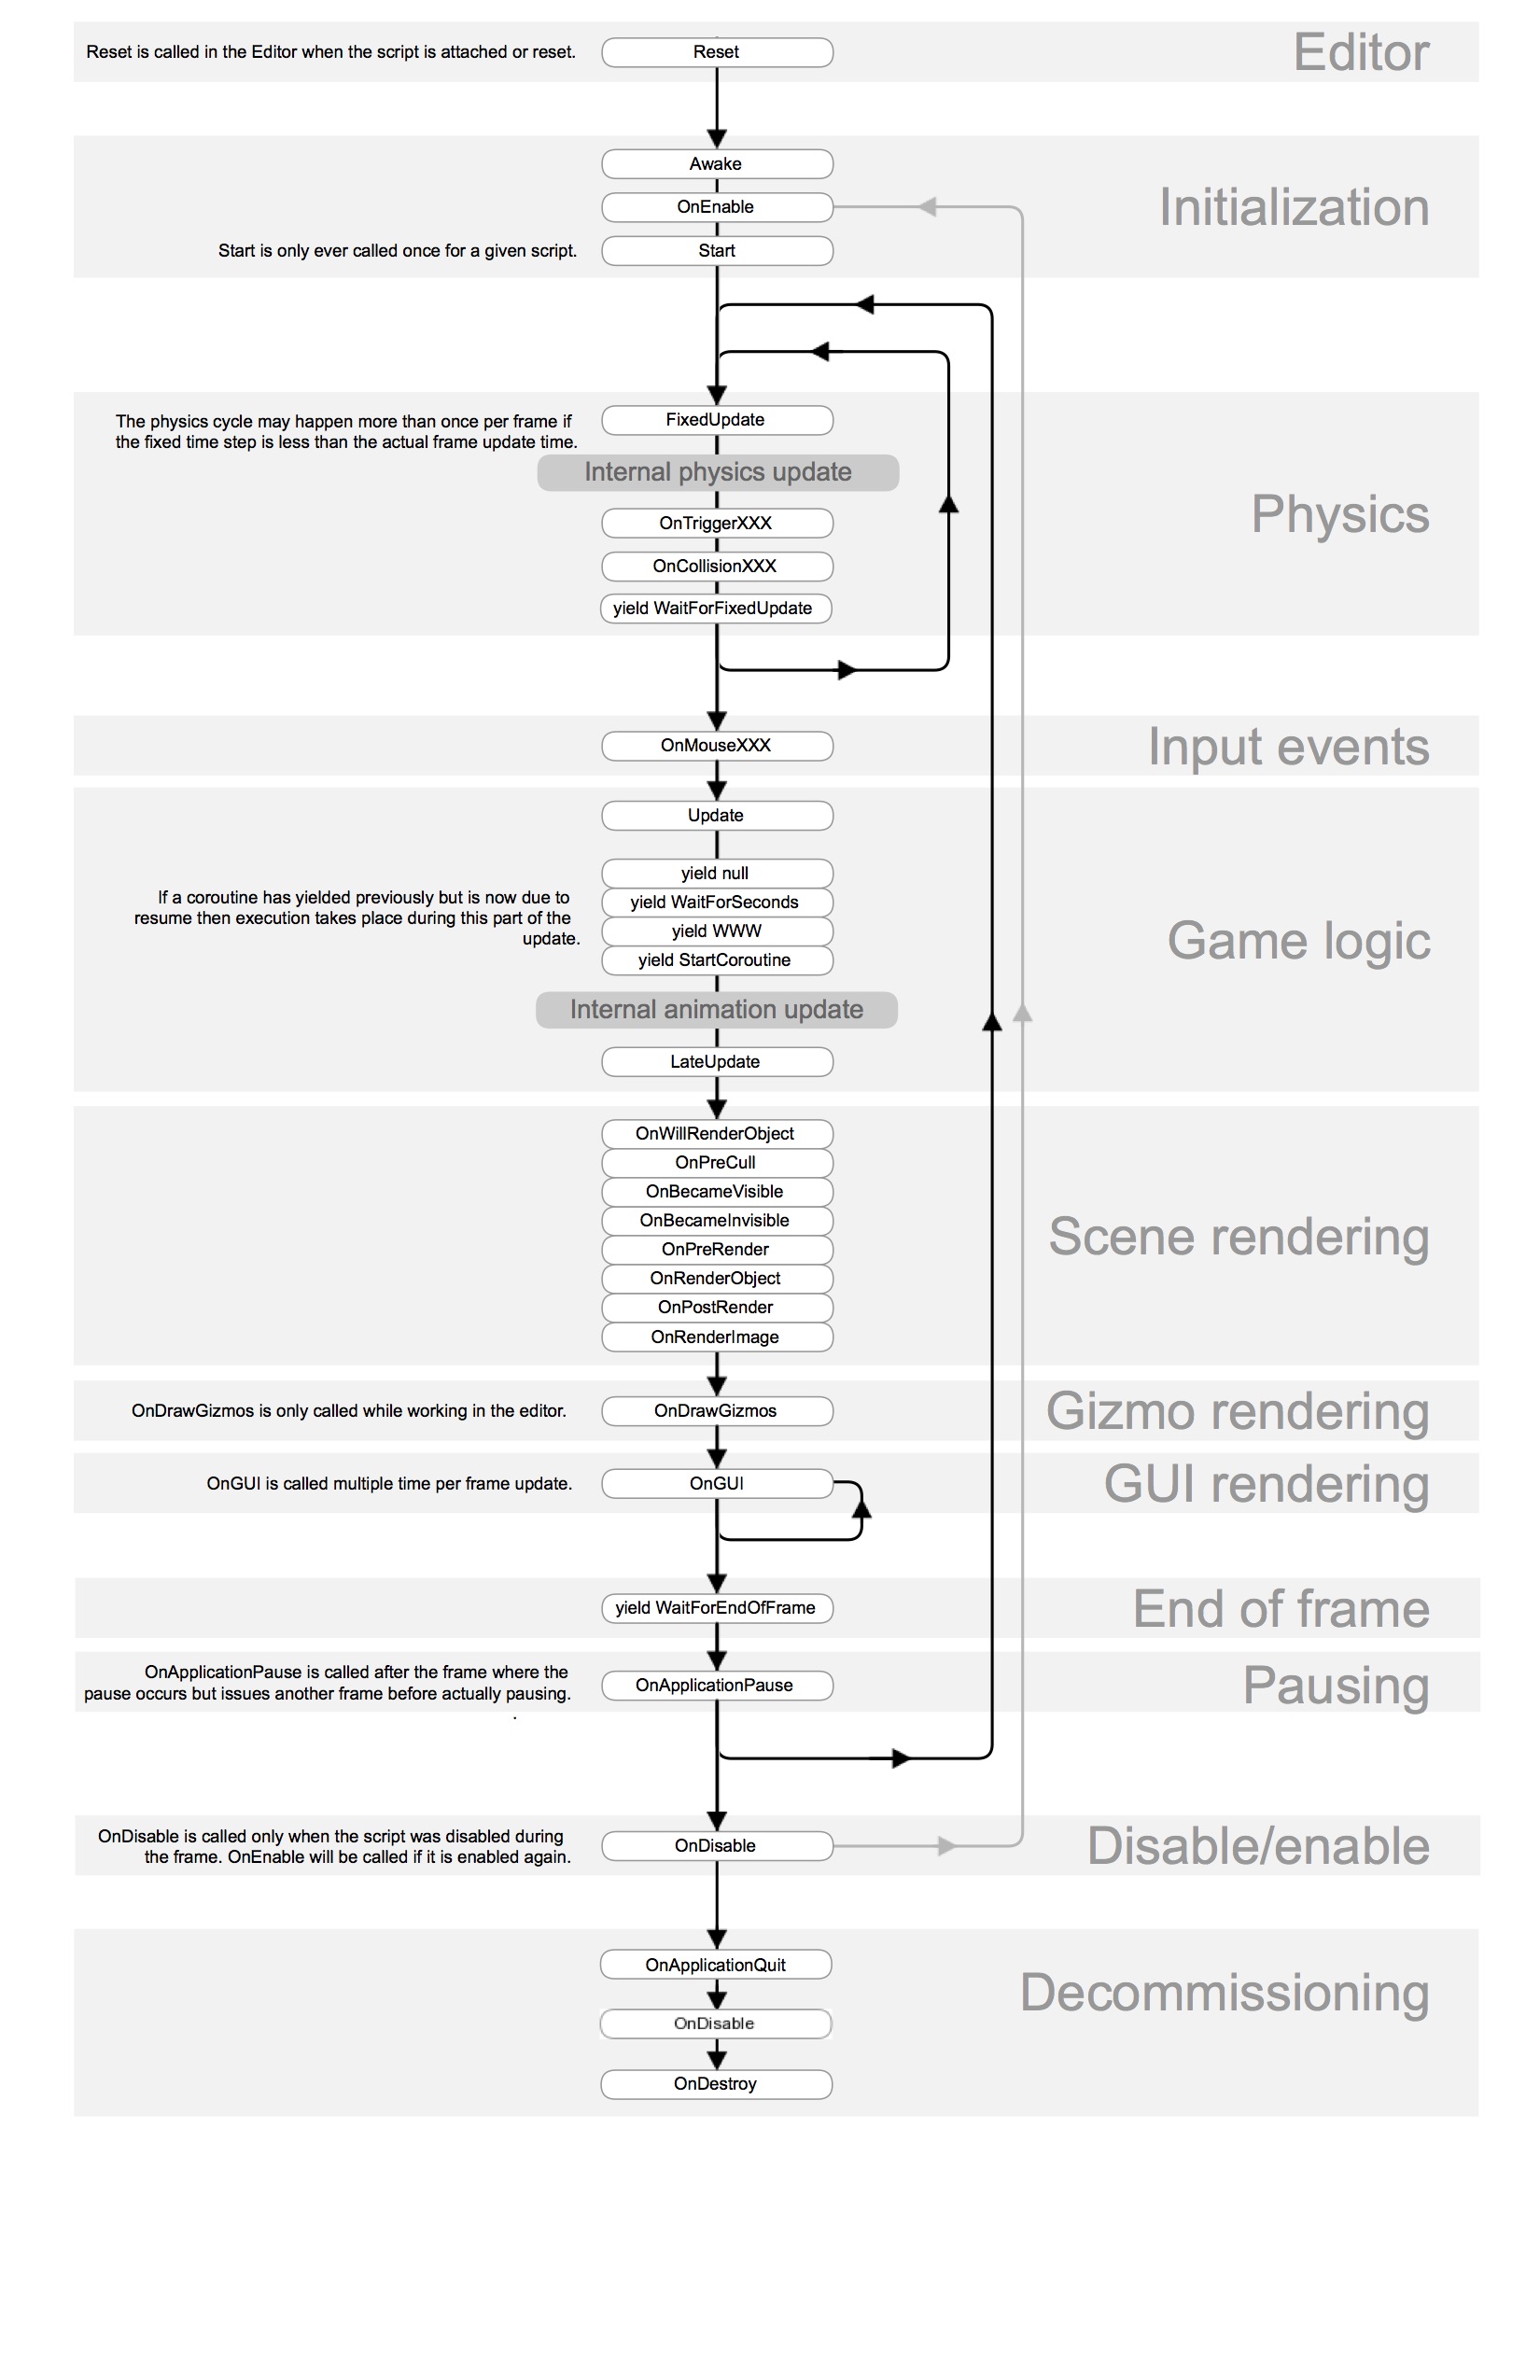 Reset is called in the Editor when the script is attached or reset.
Reset
Editor
Awake
OnEnable
Initialization
Start is only ever called once for a given script.
Start
The physics cycle may happen more than once per frame if
the fixed time step is less than the actual frame update time.
FixedUpdate
Internal physics update
Physics
OnTriggerXXX
OnCollisionXXX
yield WaitForFixedUpdate
OnMouseXXX
Input events
Update
yield null
If a coroutine has yielded previously but is now due to
resume then execution takes place during this part of the
update.
yield WaitForSeconds
yield WWW
yield StartCoroutine
Game logic
Internal animation update
LateUpdate
OnWillRenderObject
OnPreCull
OnBecameVisible
OnBecameInvisible
Scene rendering
OnPreRender
OnRenderObject
OnPostRender
OnRenderImage
OnDrawGizmos is only called while working in the editor.
OnDrawGizmos
Gizmo rendering
OnGUI is called multiple time per frame update.
OnGUI
GUI rendering
yield WaitForEndOfFrame
End of frame
OnApplicationPause is called after the frame where the
pause occurs but issues another frame before actually pausing.
.
OnApplicationPause
Pausing
OnDisable is called only when the script was disabled during
the frame. OnEnable will be called if it is enabled again.
OnDisable
Disable/enable
OnApplicationQuit
Decommissioning
OnDisable
OnDestroy